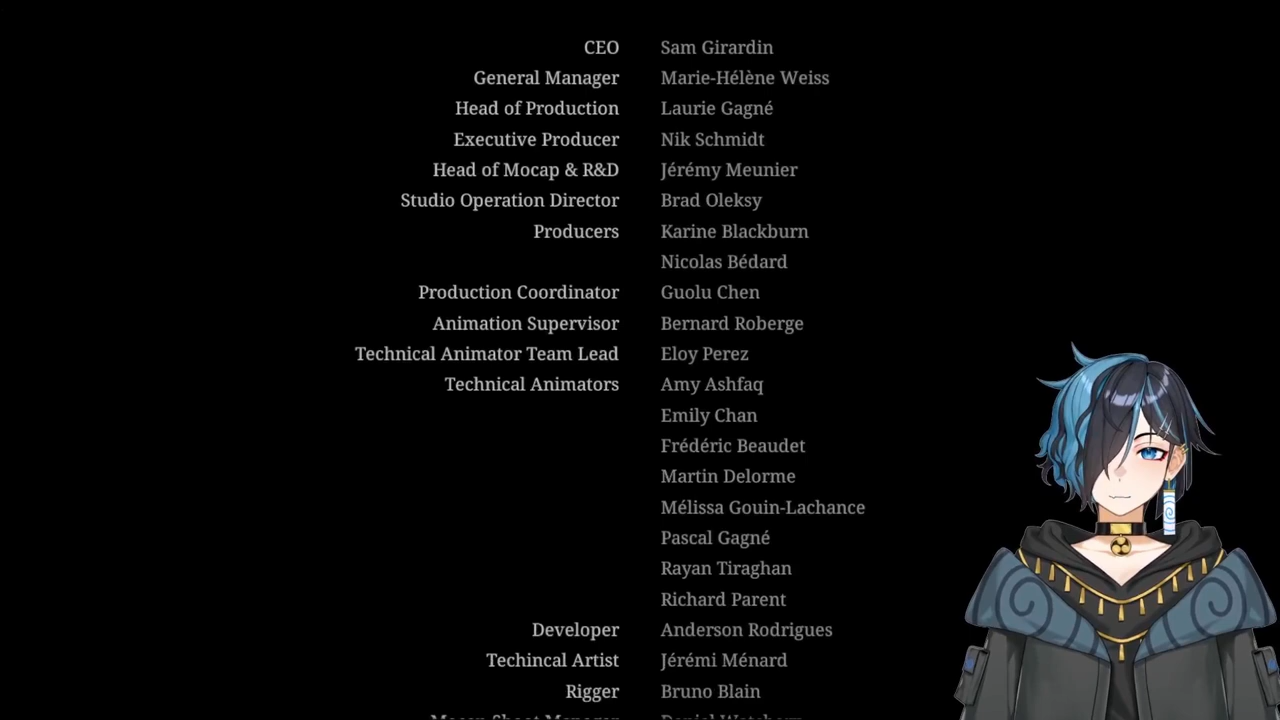 CEO Sam Girardin
General Manager Marie-Hélène Weiss
Head of Production Laurie Gagné
Executive Producer Nik Schmidt
Head of Mocap & R&D Jérémy Meunier
Studio Operation Director Brad Oleksy
Producers Karine Blackburn
Nicolas Bédard
Production Coordinator Guolu Chen
Animation Supervisor Bernard Roberge
Technical Animator Team Lead Eloy Perez
Technical Animators Amy Ashfaq
Emily Chan
Frédéric Beaudet
Martin Delorme
Mélissa Gouin-Lachance
Pascal Gagné
Rayan Tiraghan
Richard Parent
Developer Anderson Rodrigues
Techincal Artist Jérémi Ménard
Rigger Bruno Blain